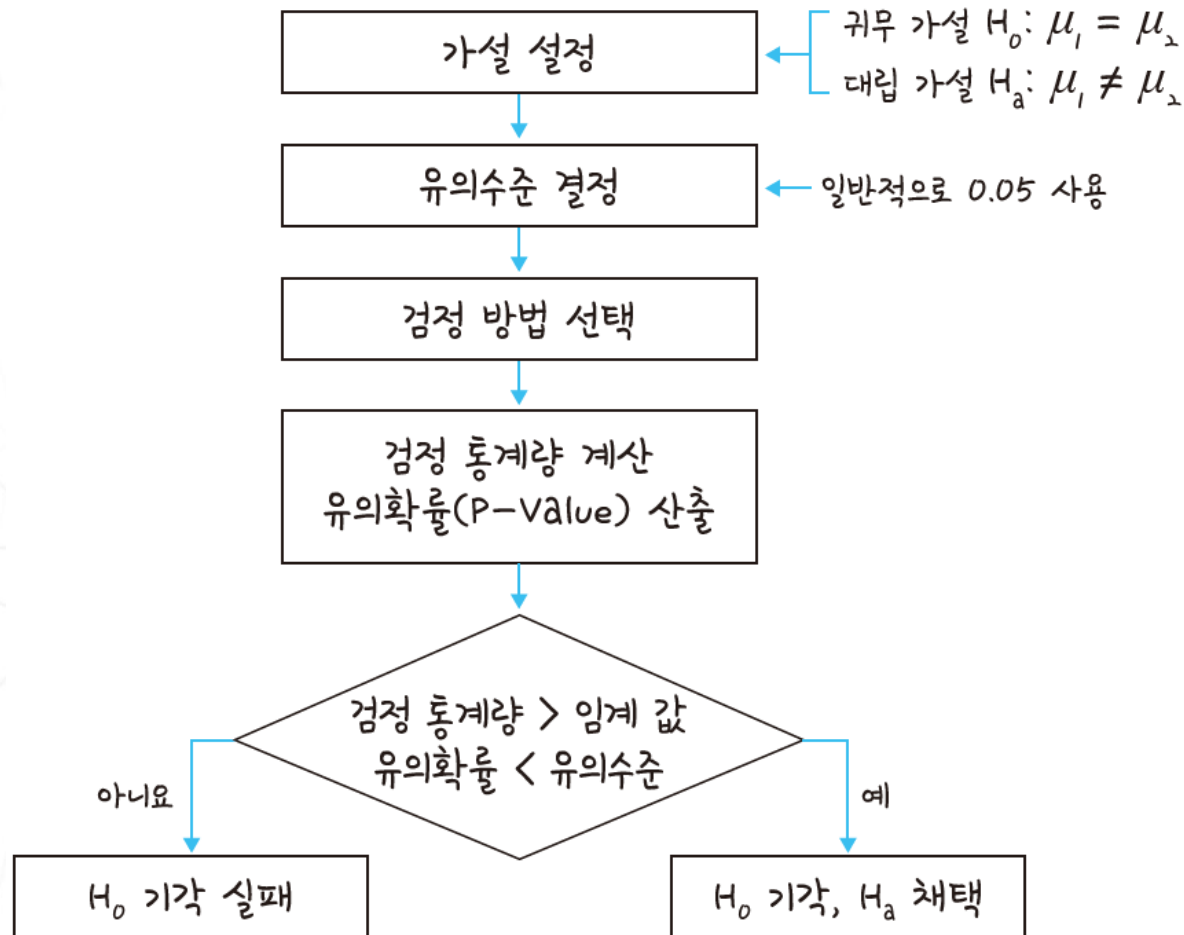 가설 설정
귀무 가설 H₀: μ₁ = μ₂
대립 가설 Hₐ: μ₁ ≠ μ₂
유의수준 결정
일반적으로 0.05 사용
검정 방법 선택
검정 통계량 계산
유의확률(P-Value) 산출
검정 통계량 > 임계 값
유의확률 < 유의수준
아니요
예
H₀ 기각 실패
H₀ 기각, Hₐ 채택